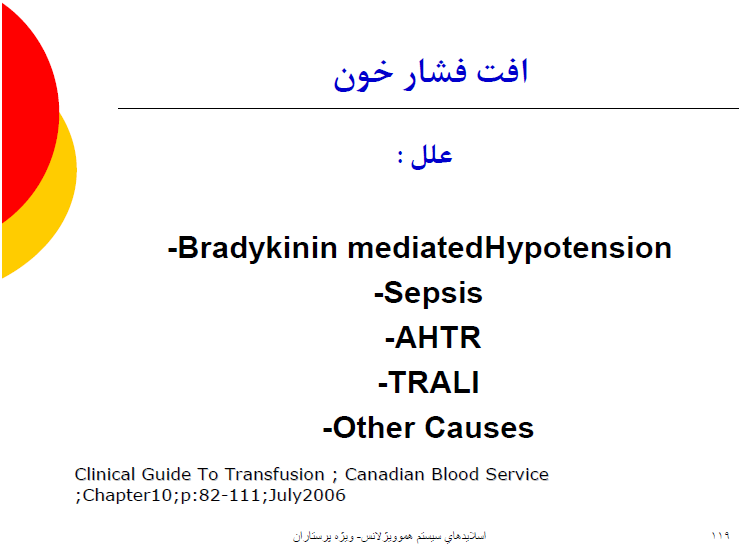 افت فشار خون
علل :
-Bradykinin mediatedHypotension
-Sepsis
-AHTR
-TRALI
-Other Causes
Clinical Guide To Transfusion ; Canadian Blood Service
;Chapter10;p:82-111;July2006
اسلایدهاي سیستم هموویژلانس- ویژه پرستاران
۱۱۹